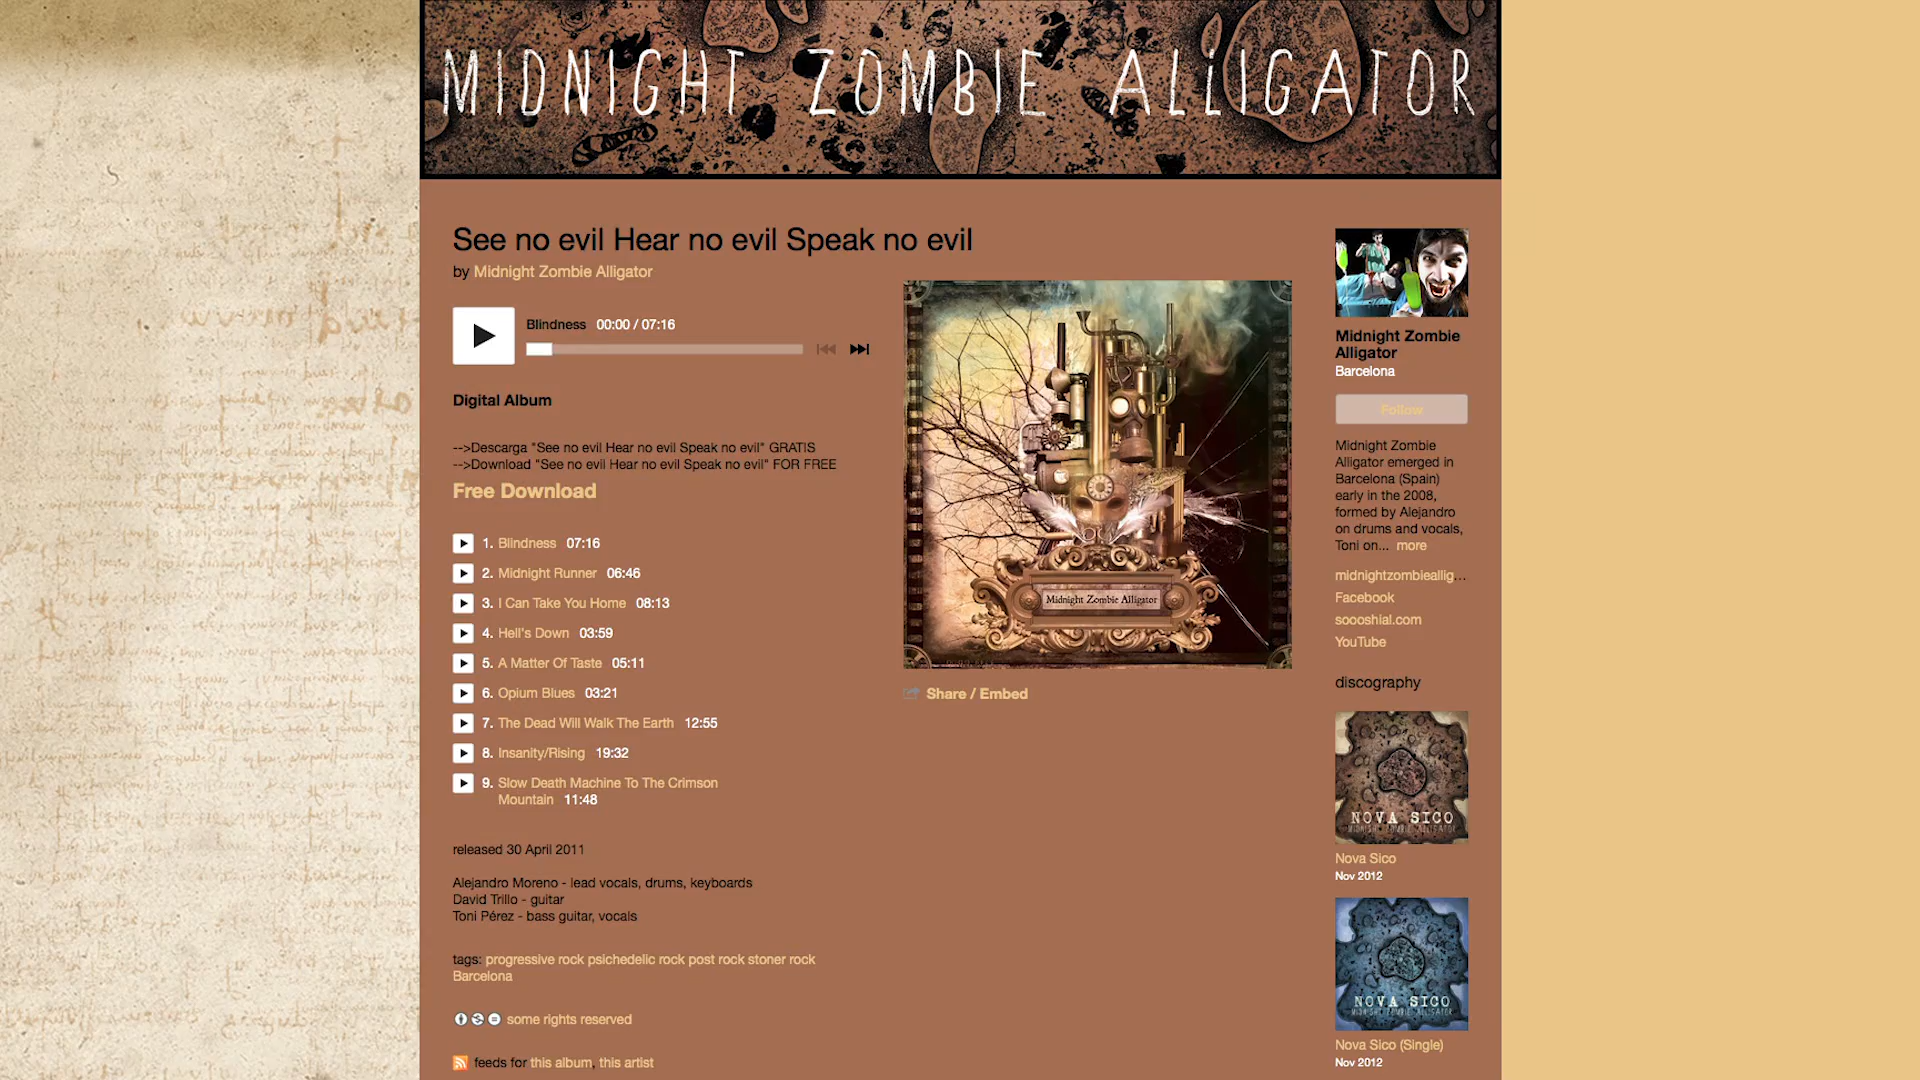 MIDNIGHT ZOMBIE ALLIGATOR
See no evil Hear no evil Speak no evil
by Midnight Zombie Alligator
Blindness 00:00 / 07:16
Digital Album
-->Descarga "See no evil Hear no evil Speak no evil" GRATIS
-->Download "See no evil Hear no evil Speak no evil" FOR FREE
Free Download
1. Blindness 07:16
2. Midnight Runner 06:46
3. I Can Take You Home 08:13
4. Hell's Down 03:59
5. A Matter Of Taste 05:11
6. Opium Blues 03:21
7. The Dead Will Walk The Earth 12:55
8. Insanity/Rising 19:32
9. Slow Death Machine To The Crimson
Mountain 11:48
released 30 April 2011
Alejandro Moreno - lead vocals, drums, keyboards
David Trillo - guitar
Toni Pérez - bass guitar, vocals
tags: progressive rock psichedelic rock post rock stoner rock
Barcelona
some rights reserved
feeds for this album, this artist
Midnight Zombie Alligator
Share / Embed
Midnight Zombie
Alligator
Barcelona
Follow
Midnight Zombie
Alligator emerged in
Barcelona (Spain)
early in the 2008,
formed by Alejandro
on drums and vocals,
Toni on... more
midnightzombieallig...
Facebook
soooshial.com
YouTube
discography
NOVA SICO
MIDNIGHT ZOMBIE ALLIGATOR
Nova Sico
Nov 2012
NOVA SICO
MIDNIGHT ZOMBIE ALLIGATOR
Nova Sico (Single)
Nov 2012